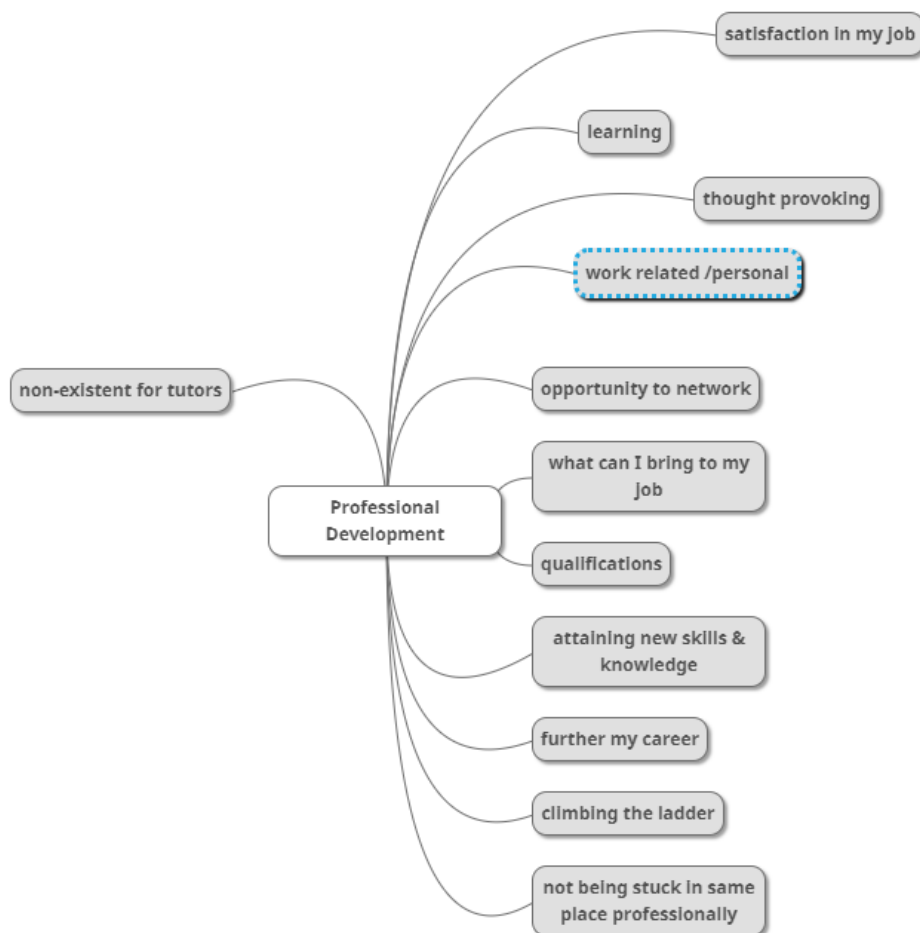 satisfaction in my job
learning
thought provoking
work related /personal
non-existent for tutors
opportunity to network
what can I bring to my
job
Professional
Development
qualifications
attaining new skills &
knowledge
further my career
climbing the ladder
not being stuck in same
place professionally